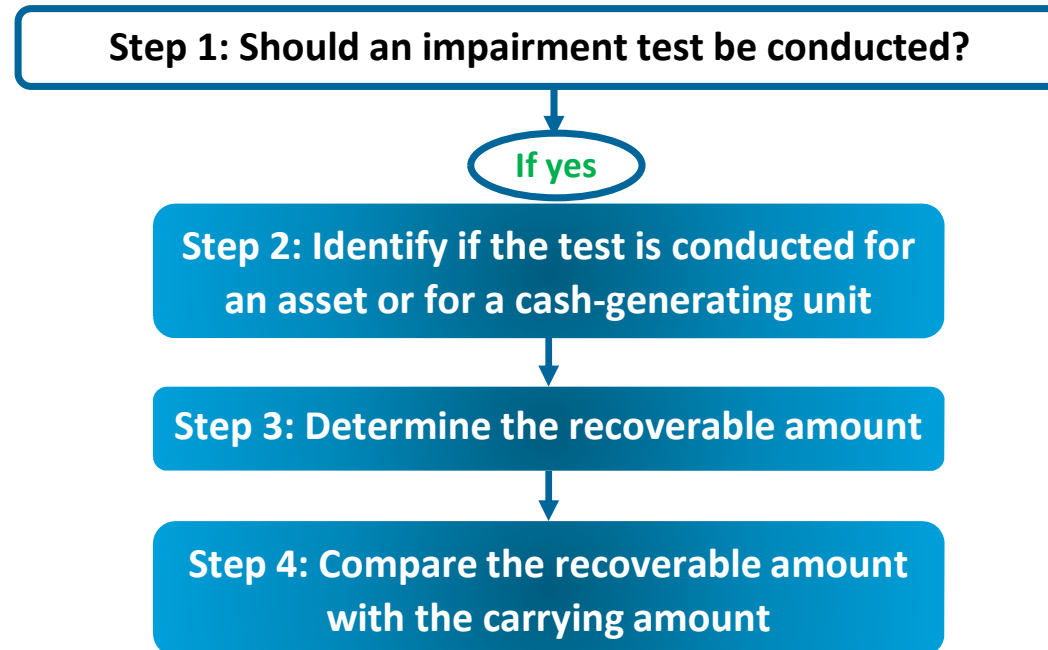 Step 1: Should an impairment test be conducted?
If yes
Step 2: Identify if the test is conducted for
an asset or for a cash-generating unit
Step 3: Determine the recoverable amount
Step 4: Compare the recoverable amount
with the carrying amount